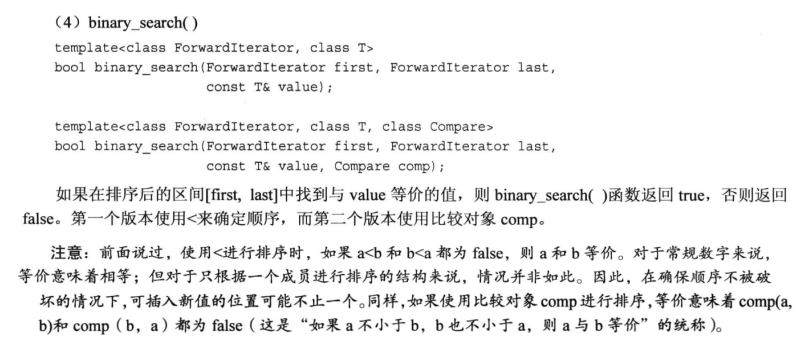 （4）binary_search( )
template<class ForwardIterator, class T>
bool binary_search(ForwardIterator first, ForwardIterator last,
const T& value);
template<class ForwardIterator, class T, class Compare>
bool binary_search(ForwardIterator first, ForwardIterator last,
const T& value, Compare comp);
如果在排序后的区间[first, last]中找到与 value 等价的值，则 binary_search( )函数返回 true，否则返回
false。第一个版本使用<来确定顺序，而第二个版本使用比较对象 comp。
注意：前面说过，使用<进行排序时，如果 a<b 和 b<a 都为 false，则 a 和 b 等价。对于常规数字来说，
等价意味着相等；但对于只根据一个成员进行排序的结构来说，情况并非如此。因此，在确保顺序不被破
坏的情况下，可插入新值的位置可能不止一个。同样，如果使用比较对象 comp 进行排序，等价意味着 comp(a,
b)和 comp（b，a）都为 false（这是“如果 a 不小于 b，b 也不小于 a，则 a 与 b 等价”的统称）。